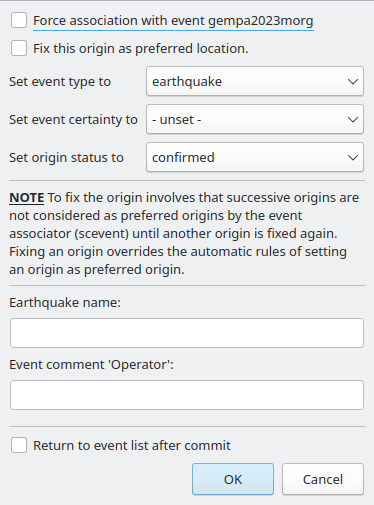 Force association with event gempa2023morg
Fix this origin as preferred location.
Set event type to earthquake
Set event certainty to - unset -
Set origin status to confirmed
NOTE To fix the origin involves that successive origins are
not considered as preferred origins by the event
associator (scevent) until another origin is fixed again.
Fixing an origin overrides the automatic rules of setting
an origin as preferred origin.
Earthquake name:
Event comment 'Operator':
Return to event list after commit
OK Cancel